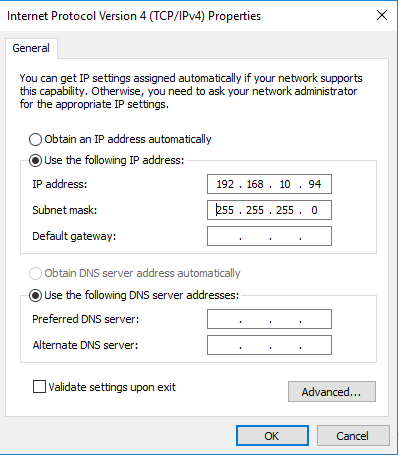 Internet Protocol Version 4 (TCP/IPv4) Properties
General
You can get IP settings assigned automatically if your network supports
this capability. Otherwise, you need to ask your network administrator
for the appropriate IP settings.
Obtain an IP address automatically
Use the following IP address:
IP address: 192 . 168 . 10 . 94
Subnet mask: 255 . 255 . 255 . 0
Default gateway: . . .
Obtain DNS server address automatically
Use the following DNS server addresses:
Preferred DNS server: . . .
Alternate DNS server: . . .
Validate settings upon exit
Advanced...
OK Cancel